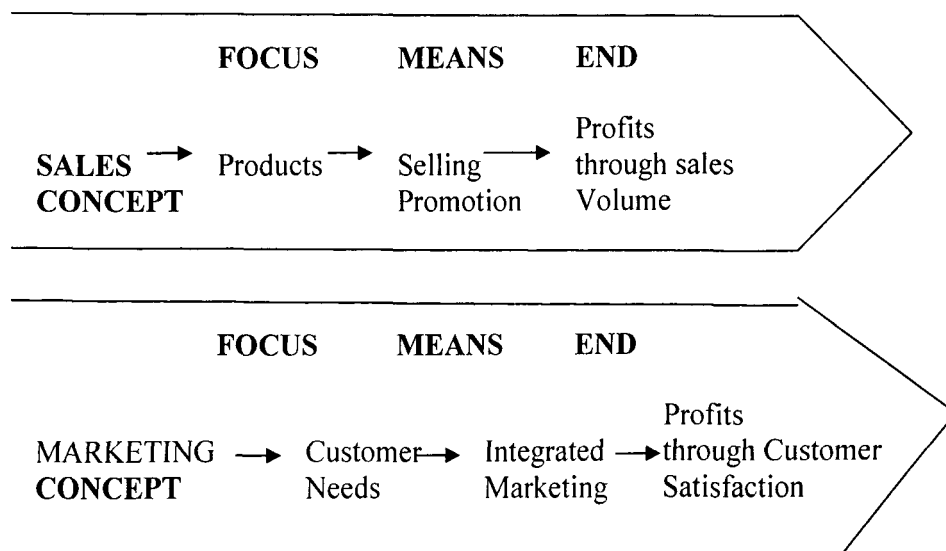 FOCUS MEANS END
SALES CONCEPT → Products → Selling Promotion → Profits through sales Volume
FOCUS MEANS END
MARKETING CONCEPT → Customer Needs → Integrated Marketing → Profits through Customer Satisfaction